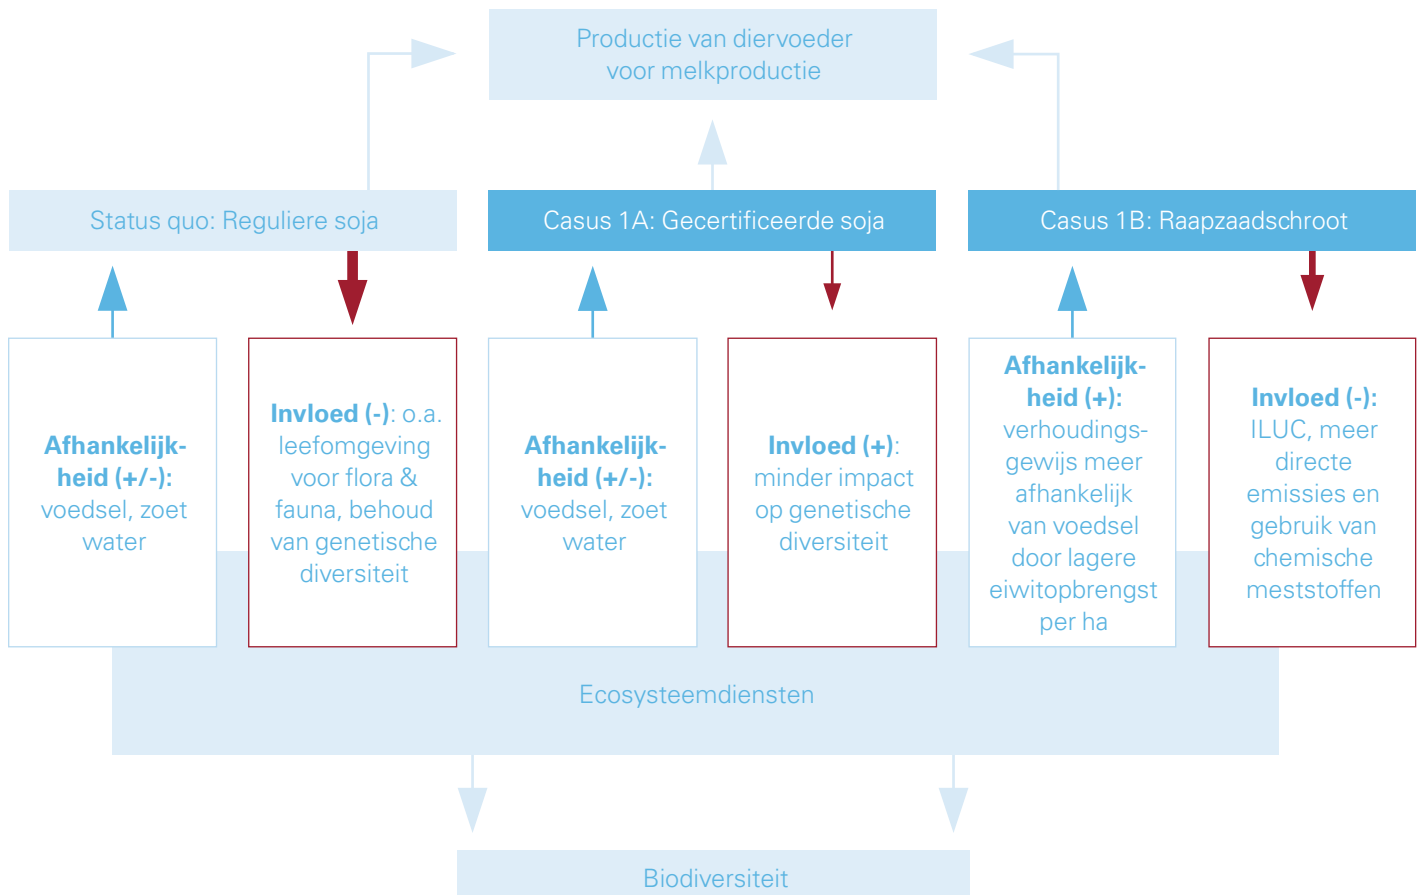 Productie van diervoeder
voor melkproductie
Status quo: Reguliere soja
Casus 1A: Gecertificeerde soja
Casus 1B: Raapzaadschroot
Afhankelijk-
heid (+/-):
voedsel, zoet
water
Invloed (-): o.a.
leefomgeving
voor flora &
fauna, behoud
van genetische
diversiteit
Afhankelijk-
heid (+/-):
voedsel, zoet
water
Invloed (+):
minder impact
op genetische
diversiteit
Afhankelijk-
heid (+):
verhoudings-
gewijs meer
afhankelijk
van voedsel
door lagere
eiwitopbrengst
per ha
Invloed (-):
ILUC, meer
directe
emissies en
gebruik van
chemische
meststoffen
Ecosysteemdiensten
Biodiversiteit